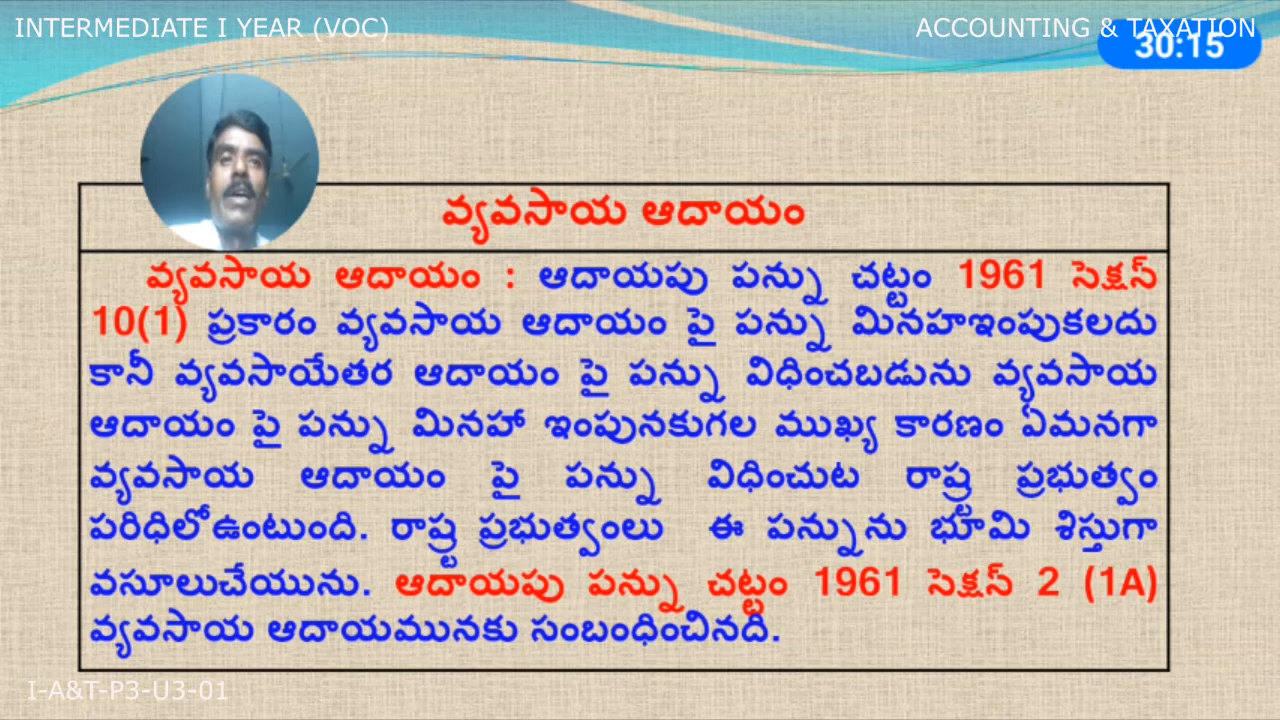 INTERMEDIATE I YEAR (VOC)
ACCOUNTING & TAXATION
30:15
వ్యవసాయ ఆదాయం
వ్యవసాయ ఆదాయం : ఆదాయపు పన్ను చట్టం 1961 సెక్షన్
10(1) ప్రకారం వ్యవసాయ ఆదాయం పై పన్ను మినహాఇంపుకలదు
కానీ వ్యవసాయేతర ఆదాయం పై పన్ను విధించబడును వ్యవసాయ
ఆదాయం పై పన్ను మినహా ఇంపునకుగల ముఖ్య కారణం ఏమనగా
వ్యవసాయ ఆదాయం పై పన్ను విధించుట రాష్ట్ర ప్రభుత్వం
పరిధిలోఉంటుంది. రాష్ట్ర ప్రభుత్వంలు ఈ పన్నును భూమి శిస్తుగా
వసూలుచేయును. ఆదాయపు పన్ను చట్టం 1961 సెక్షన్ 2 (1A)
వ్యవసాయ ఆదాయమునకు సంబంధించినది.
I-A&T-P3-U3-01